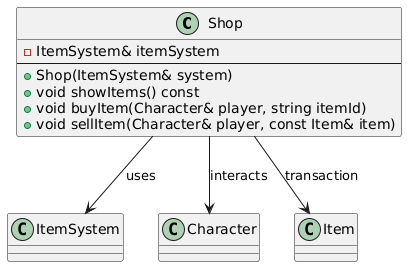 C Shop
ItemSystem& itemSystem
Shop(ItemSystem& system)
void showItems() const
void buyItem(Character& player, string itemId)
void sellItem(Character& player, const Item& item)
uses
interacts
transaction
C ItemSystem
C Character
C Item